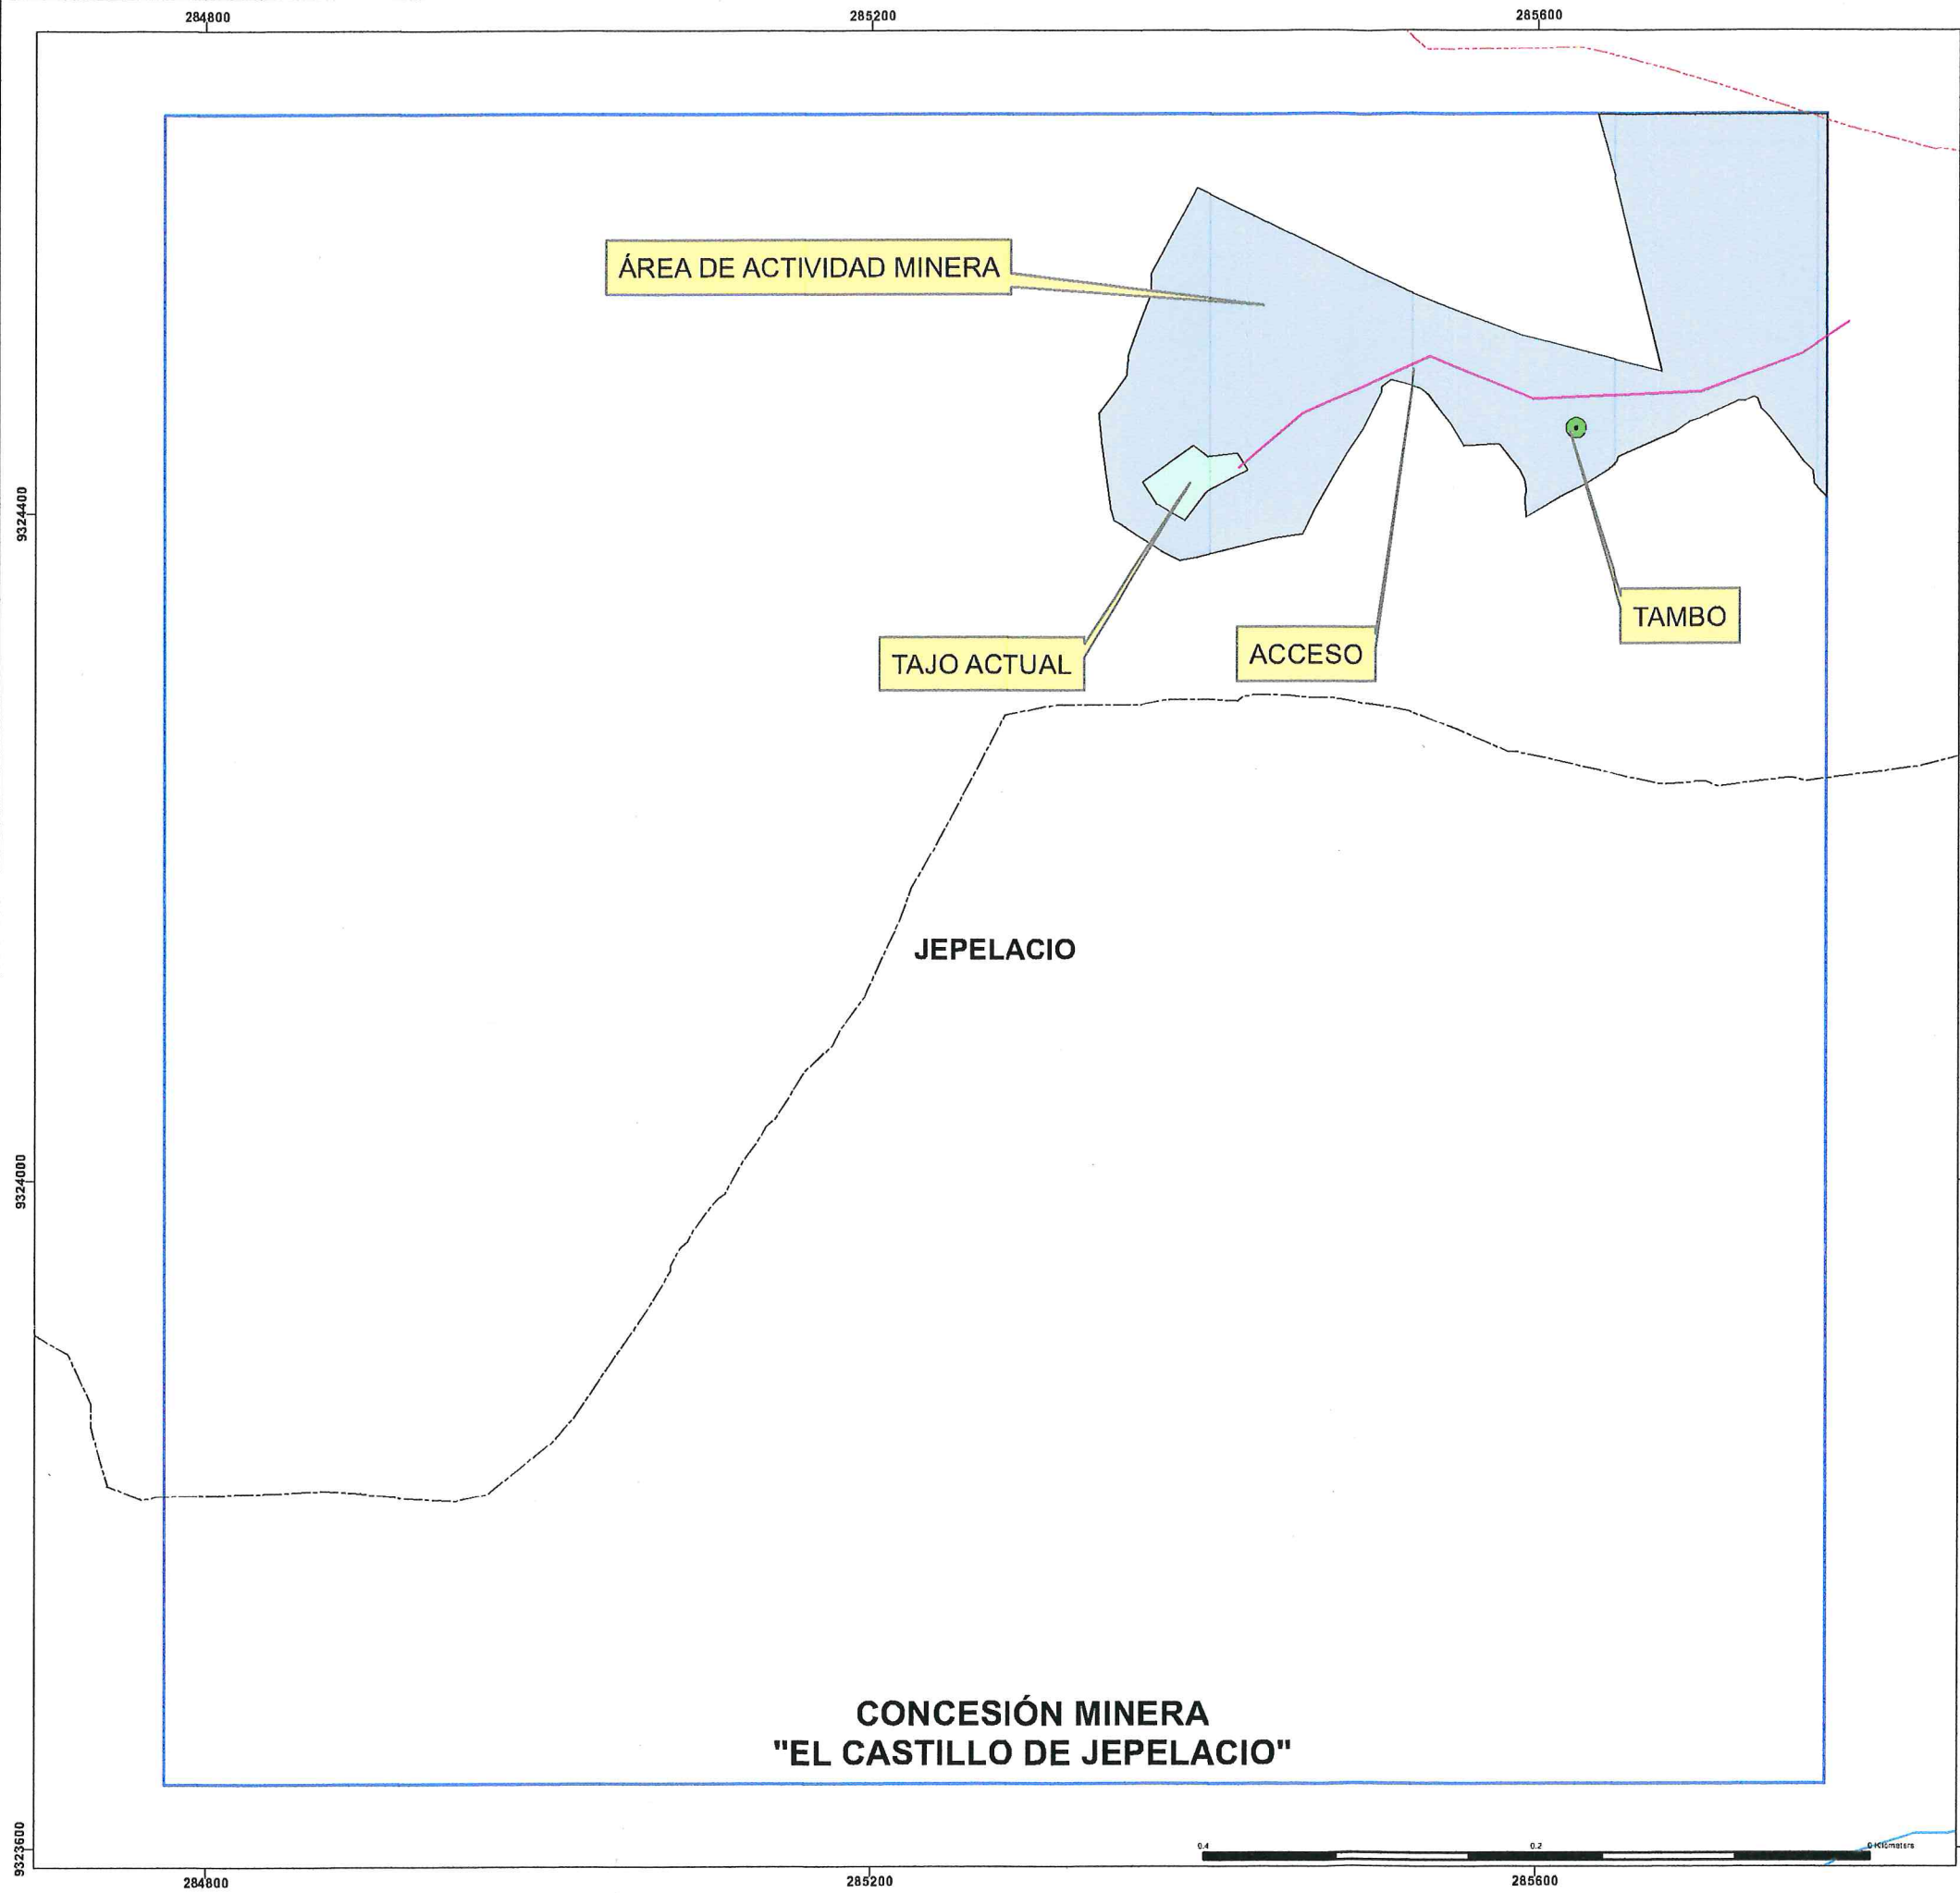 284800
285200
285600
ÁREA DE ACTIVIDAD MINERA
9324400
TAMBO
ACCESO
TAJO ACTUAL
JEPELACIO
9324000
CONCESIÓN MINERA
"EL CASTILLO DE JEPELACIO"
9323600
0.4
0.2
0 Kilometers
284800
285200
285600